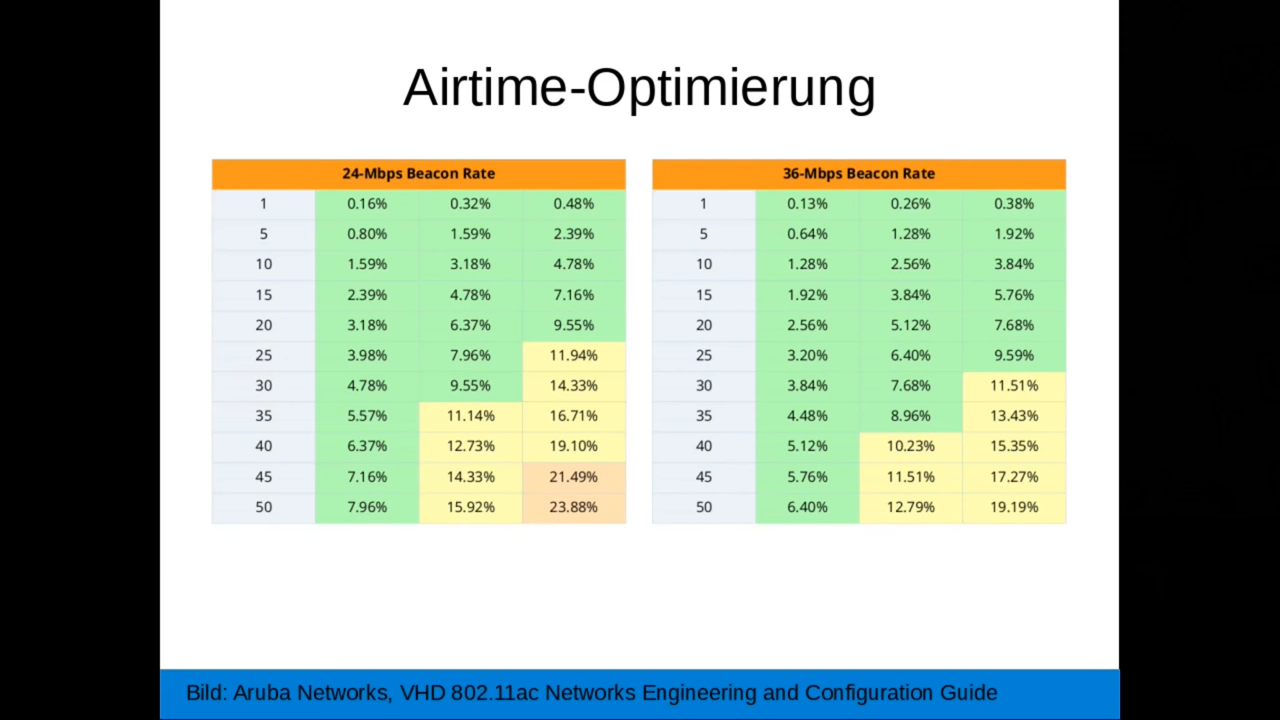 Airtime-Optimierung
24-Mbps Beacon Rate
1 0.16% 0.32% 0.48%
5 0.80% 1.59% 2.39%
10 1.59% 3.18% 4.78%
15 2.39% 4.78% 7.16%
20 3.18% 6.37% 9.55%
25 3.98% 7.96% 11.94%
30 4.78% 9.55% 14.33%
35 5.57% 11.14% 16.71%
40 6.37% 12.73% 19.10%
45 7.16% 14.33% 21.49%
50 7.96% 15.92% 23.88%
36-Mbps Beacon Rate
1 0.13% 0.26% 0.38%
5 0.64% 1.28% 1.92%
10 1.28% 2.56% 3.84%
15 1.92% 3.84% 5.76%
20 2.56% 5.12% 7.68%
25 3.20% 6.40% 9.59%
30 3.84% 7.68% 11.51%
35 4.48% 8.96% 13.43%
40 5.12% 10.23% 15.35%
45 5.76% 11.51% 17.27%
50 6.40% 12.79% 19.19%
Bild: Aruba Networks, VHD 802.11ac Networks Engineering and Configuration Guide